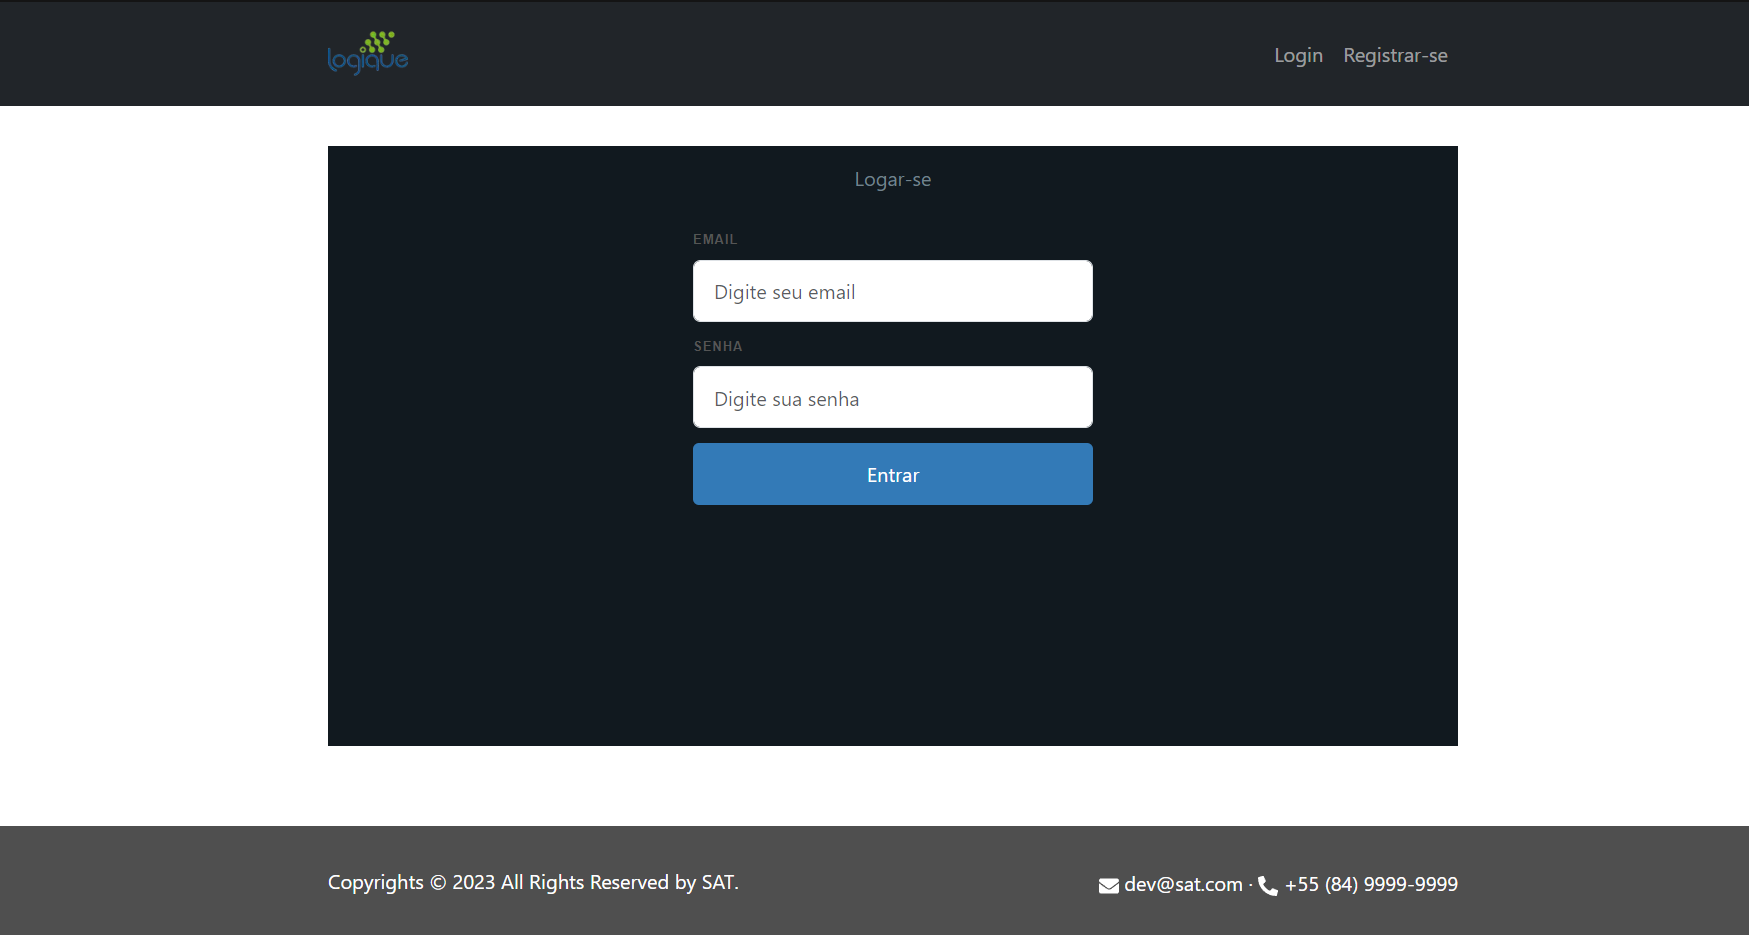 logique
Login Registrar-se
Logar-se
EMAIL
Digite seu email
SENHA
Digite sua senha
Entrar
Copyrights © 2023 All Rights Reserved by SAT.
dev@sat.com · +55 (84) 9999-9999